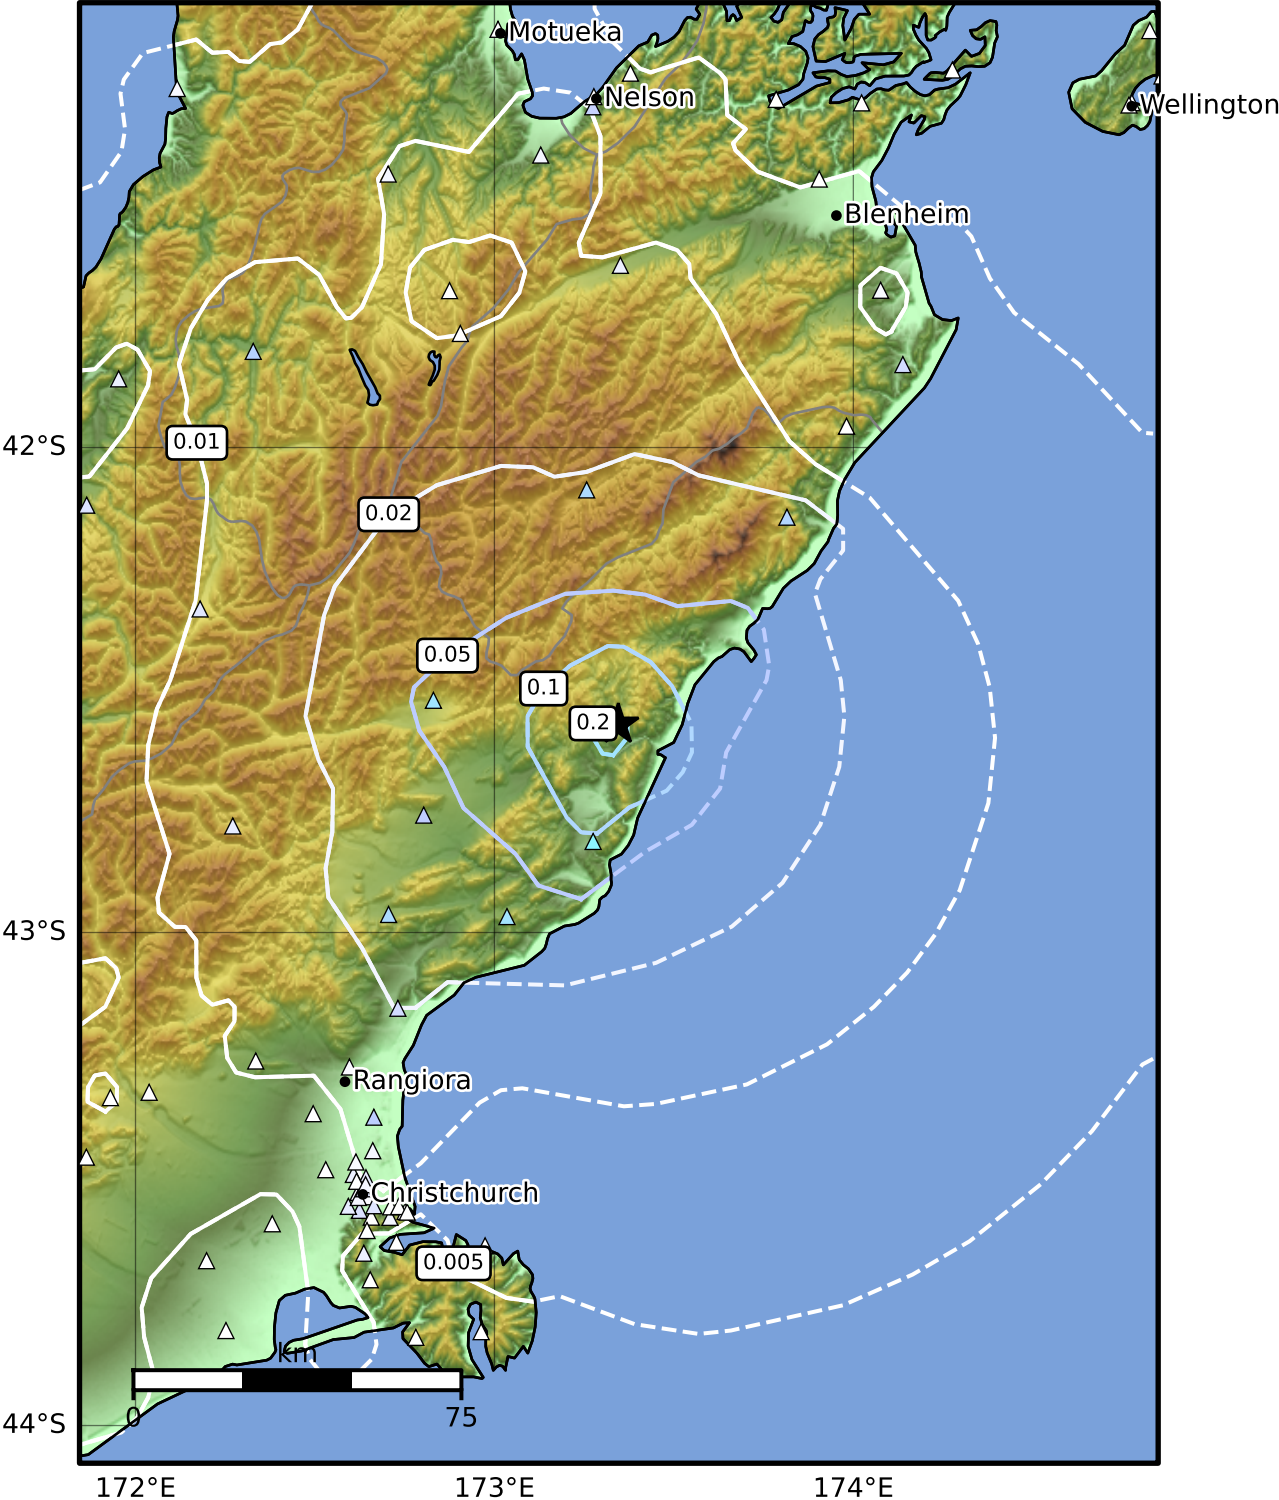 Motueka
Nelson
Wellington
Blenheim
42°S
0.01
0.02
0.05
0.1
0.2
43°S
Rangiora
Christchurch
0.005
km
0 75
44°S
172°E 173°E 174°E